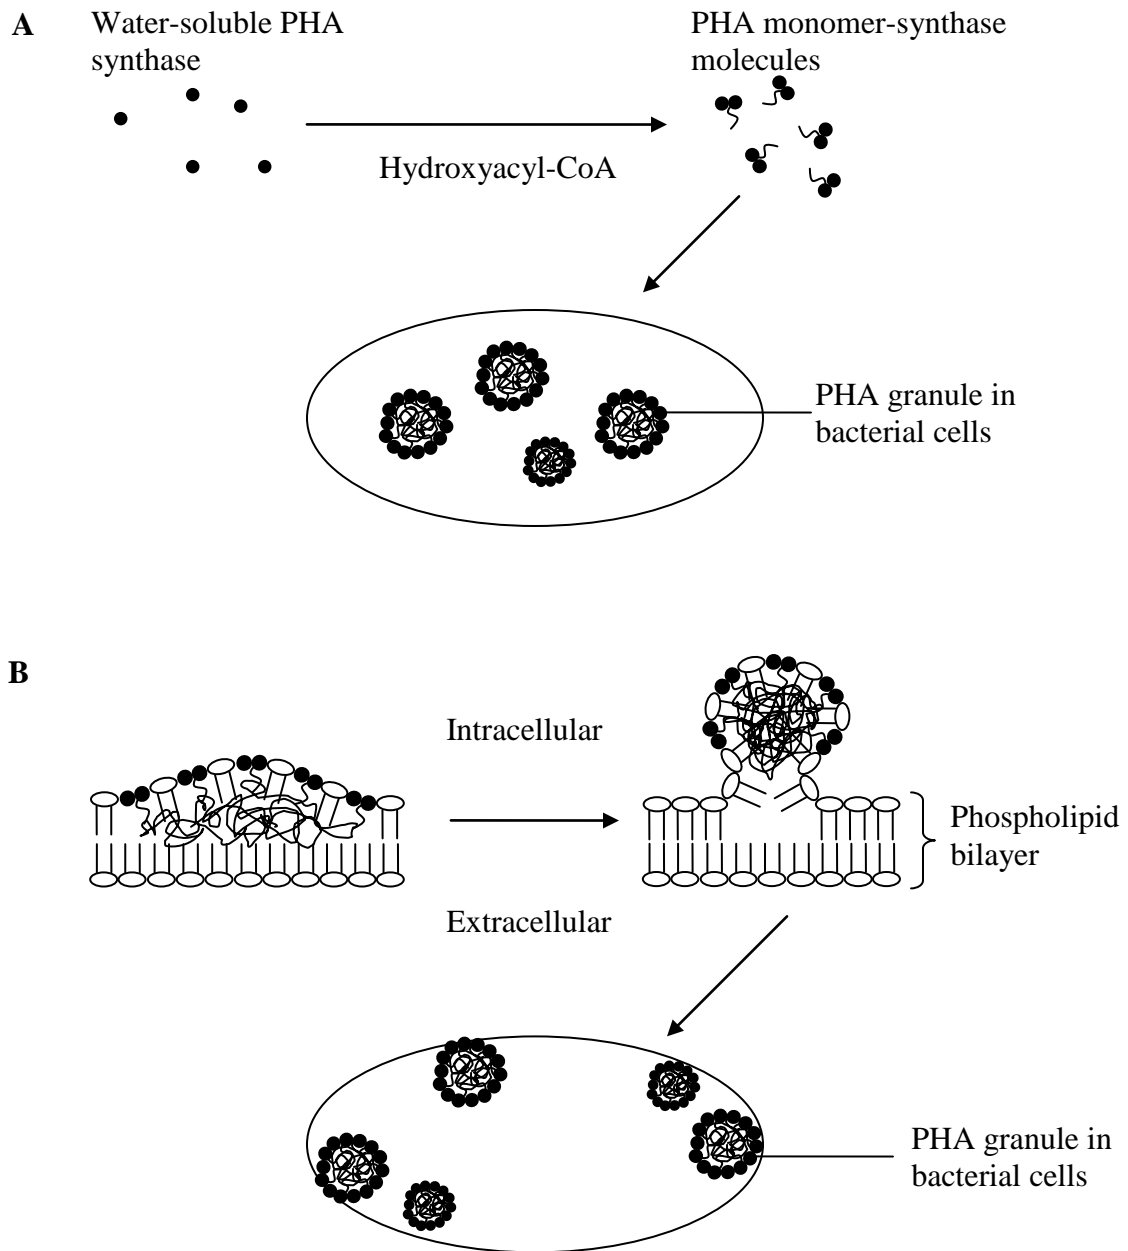 A
Water-soluble PHA
synthase
PHA monomer-synthase
molecules
Hydroxyacyl-CoA
PHA granule in
bacterial cells
B
Intracellular
Phospholipid
bilayer
Extracellular
PHA granule in
bacterial cells